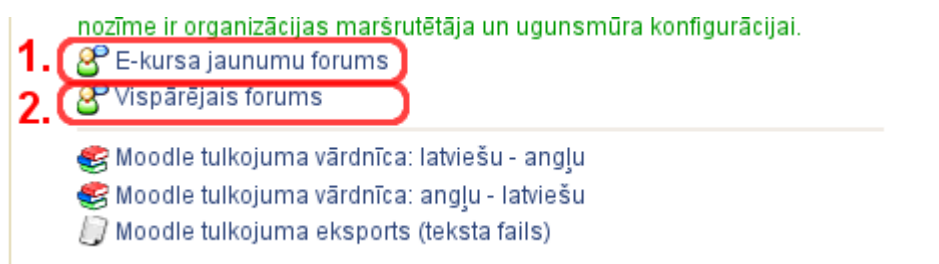 nozīme ir organizācijas maršrutētāja un ugunsmūra konfigurācijai.
1. E-kursa jaunumu forums
2. Vispārējais forums
Moodle tulkojuma vārdnīca: latviešu - angļu
Moodle tulkojuma vārdnīca: angļu - latviešu
Moodle tulkojuma eksports (teksta fails)